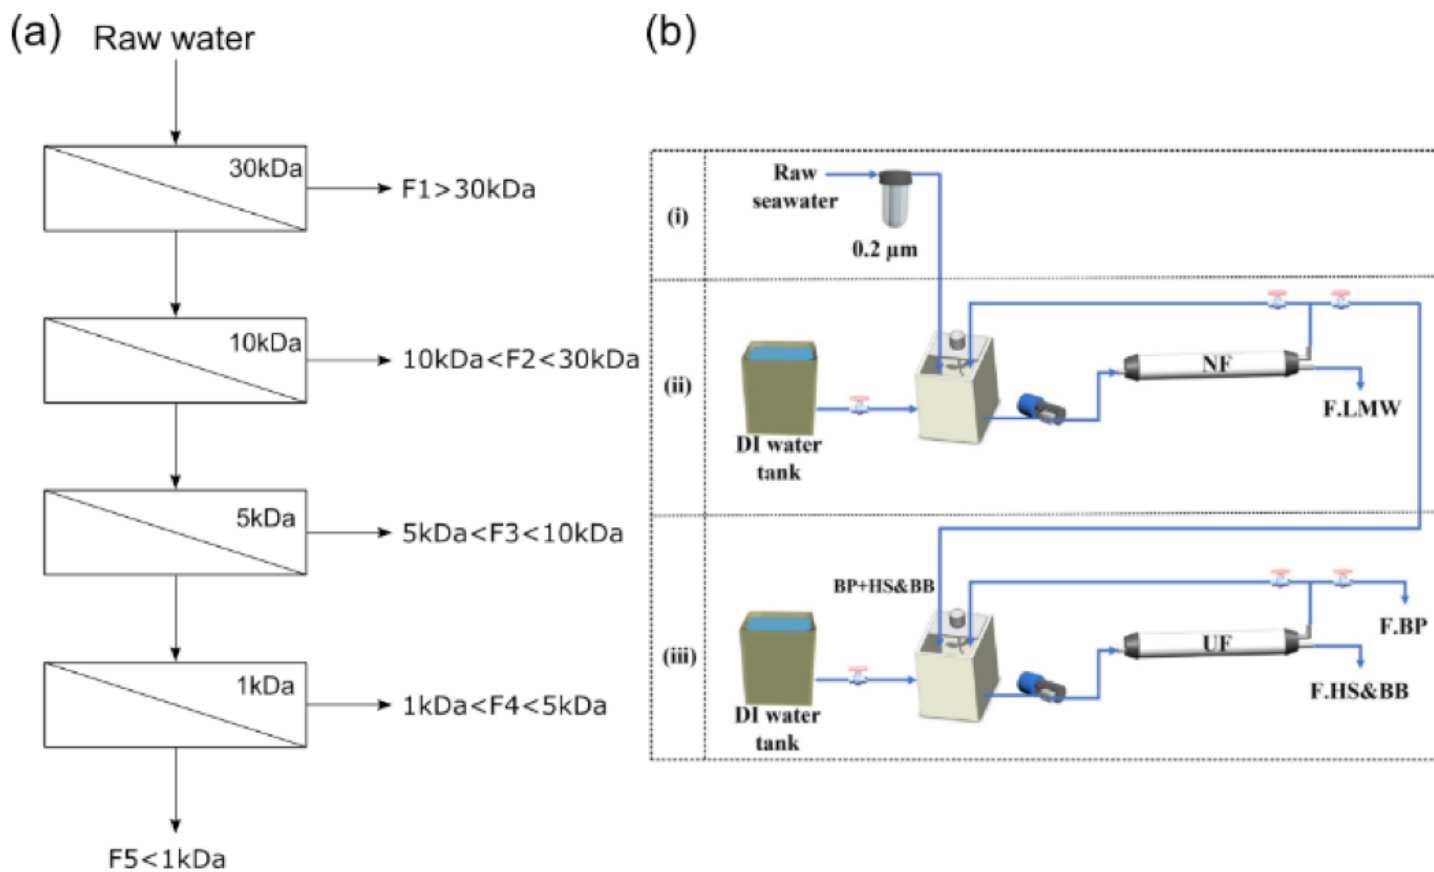 (a)
Raw water
30kDa
F1>30kDa
10kDa
10kDa<F2<30kDa
5kDa
5kDa<F3<10kDa
1kDa
1kDa<F4<5kDa
F5<1kDa
(b)
(i)
Raw
seawater
0.2 µm
(ii)
DI water
tank
NF
F.LMW
(iii)
BP+HS&BB
DI water
tank
UF
F.BP
F.HS&BB